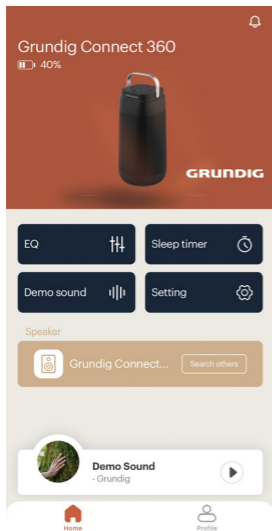 Grundig Connect 360
40%
GRUNDIG
EQ
Sleep timer
Demo sound
Setting
Speaker
Grundig Connect...
Search others
Demo Sound
- Grundig
Home
Profile